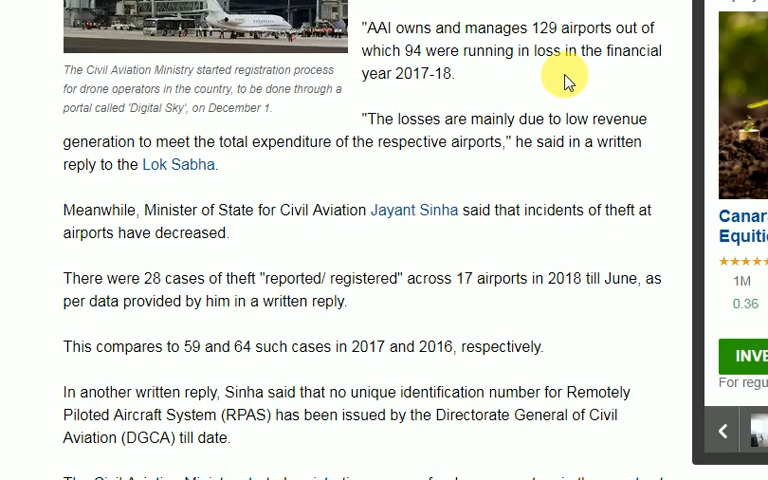 "AAI owns and manages 129 airports out of
which 94 were running in loss in the financial
year 2017-18.
The Civil Aviation Ministry started registration process
for drone operators in the country, to be done through a
portal called 'Digital Sky', on December 1.
"The losses are mainly due to low revenue
generation to meet the total expenditure of the respective airports," he said in a written
reply to the Lok Sabha.
Meanwhile, Minister of State for Civil Aviation Jayant Sinha said that incidents of theft at
airports have decreased.
There were 28 cases of theft "reported/ registered" across 17 airports in 2018 till June, as
per data provided by him in a written reply.
This compares to 59 and 64 such cases in 2017 and 2016, respectively.
In another written reply, Sinha said that no unique identification number for Remotely
Piloted Aircraft System (RPAS) has been issued by the Directorate General of Civil
Aviation (DGCA) till date.
Canar
Equiti
1M
0.36
INVE
For regu